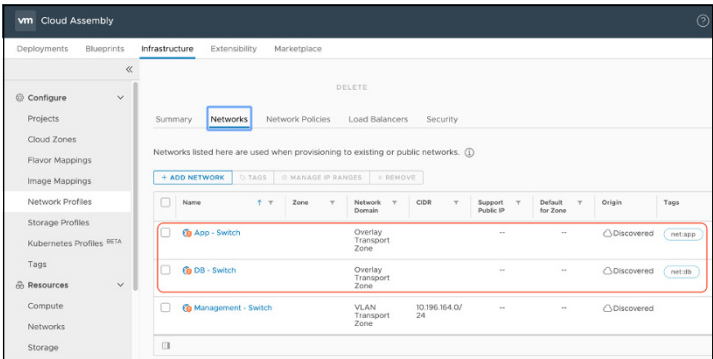 vm Cloud Assembly
Deployments Blueprints Infrastructure Extensibility Marketplace
DELETE
Configure
Projects
Cloud Zones
Flavor Mappings
Image Mappings
Network Profiles
Storage Profiles
Kubernetes Profiles BETA
Tags
Resources
Compute
Networks
Storage
Summary Networks Network Policies Load Balancers Security
Networks listed here are used when provisioning to existing or public networks.
+ ADD NETWORK TAGS MANAGE IP RANGES × REMOVE
Name Zone Network Domain CIDR Support Public IP Default for Zone Origin Tags
App - Switch Overlay Transport Zone -- -- Discovered net:app
DB - Switch Overlay Transport Zone -- -- Discovered net:db
Management - Switch VLAN Transport Zone 10.196.164.0/24 -- -- Discovered